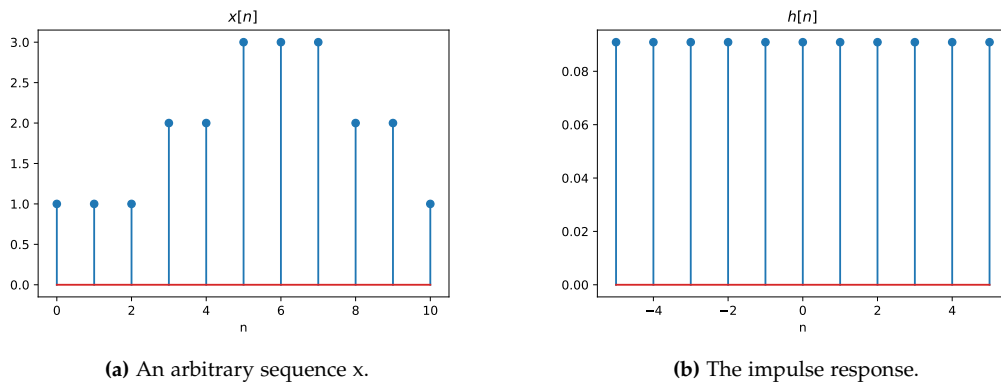 x[n]
3.0
2.5
2.0
1.5
1.0
0.5
0.0
0 2 4 6 8 10
n
(a) An arbitrary sequence x.
h[n]
0.08
0.06
0.04
0.02
0.00
−4 −2 0 2 4
n
(b) The impulse response.